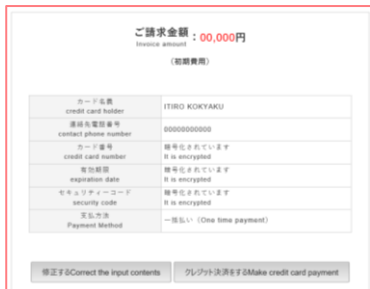 ご請求金額：00,000円
Invoice amount
（初期費用）
カード名義
credit card holder
ITIRO KOKYAKU
連絡先電話番号
contact phone number
00000000000
カード番号
credit card number
暗号化されています
It is encrypted
有効期限
expiration date
暗号化されています
It is encrypted
セキュリティーコード
security code
暗号化されています
It is encrypted
支払方法
Payment Method
一括払い（One time payment）
修正するCorrect the input contents
クレジット決済をするMake credit card payment